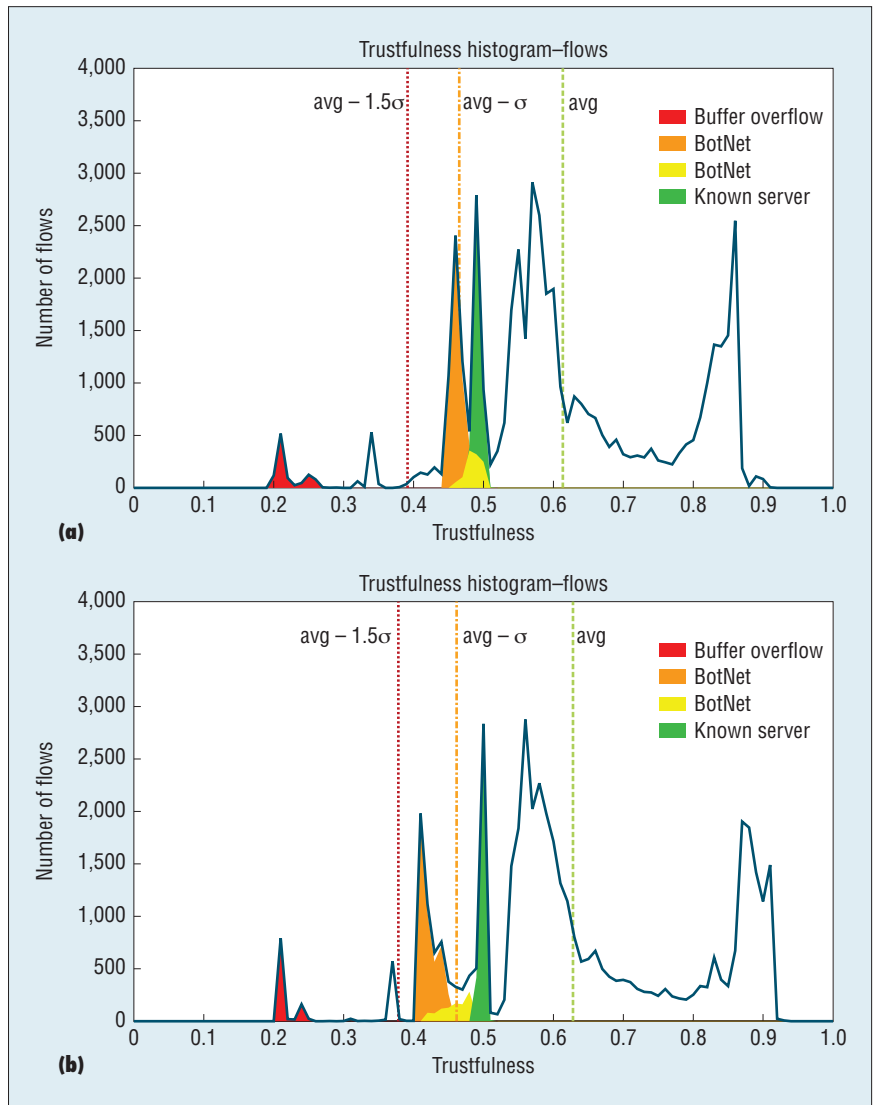 Trustfulness histogram–flows
4,000
3,500
3,000
2,500
2,000
1,500
1,000
500
0
Number of flows
avg – 1.5σ
avg – σ
avg
Buffer overflow
BotNet
BotNet
Known server
0 0.1 0.2 0.3 0.4 0.5 0.6 0.7 0.8 0.9 1.0
Trustfulness
(a)
Trustfulness histogram–flows
4,000
3,500
3,000
2,500
2,000
1,500
1,000
500
0
Number of flows
avg – 1.5σ
avg – σ
avg
Buffer overflow
BotNet
BotNet
Known server
0 0.1 0.2 0.3 0.4 0.5 0.6 0.7 0.8 0.9 1.0
Trustfulness
(b)